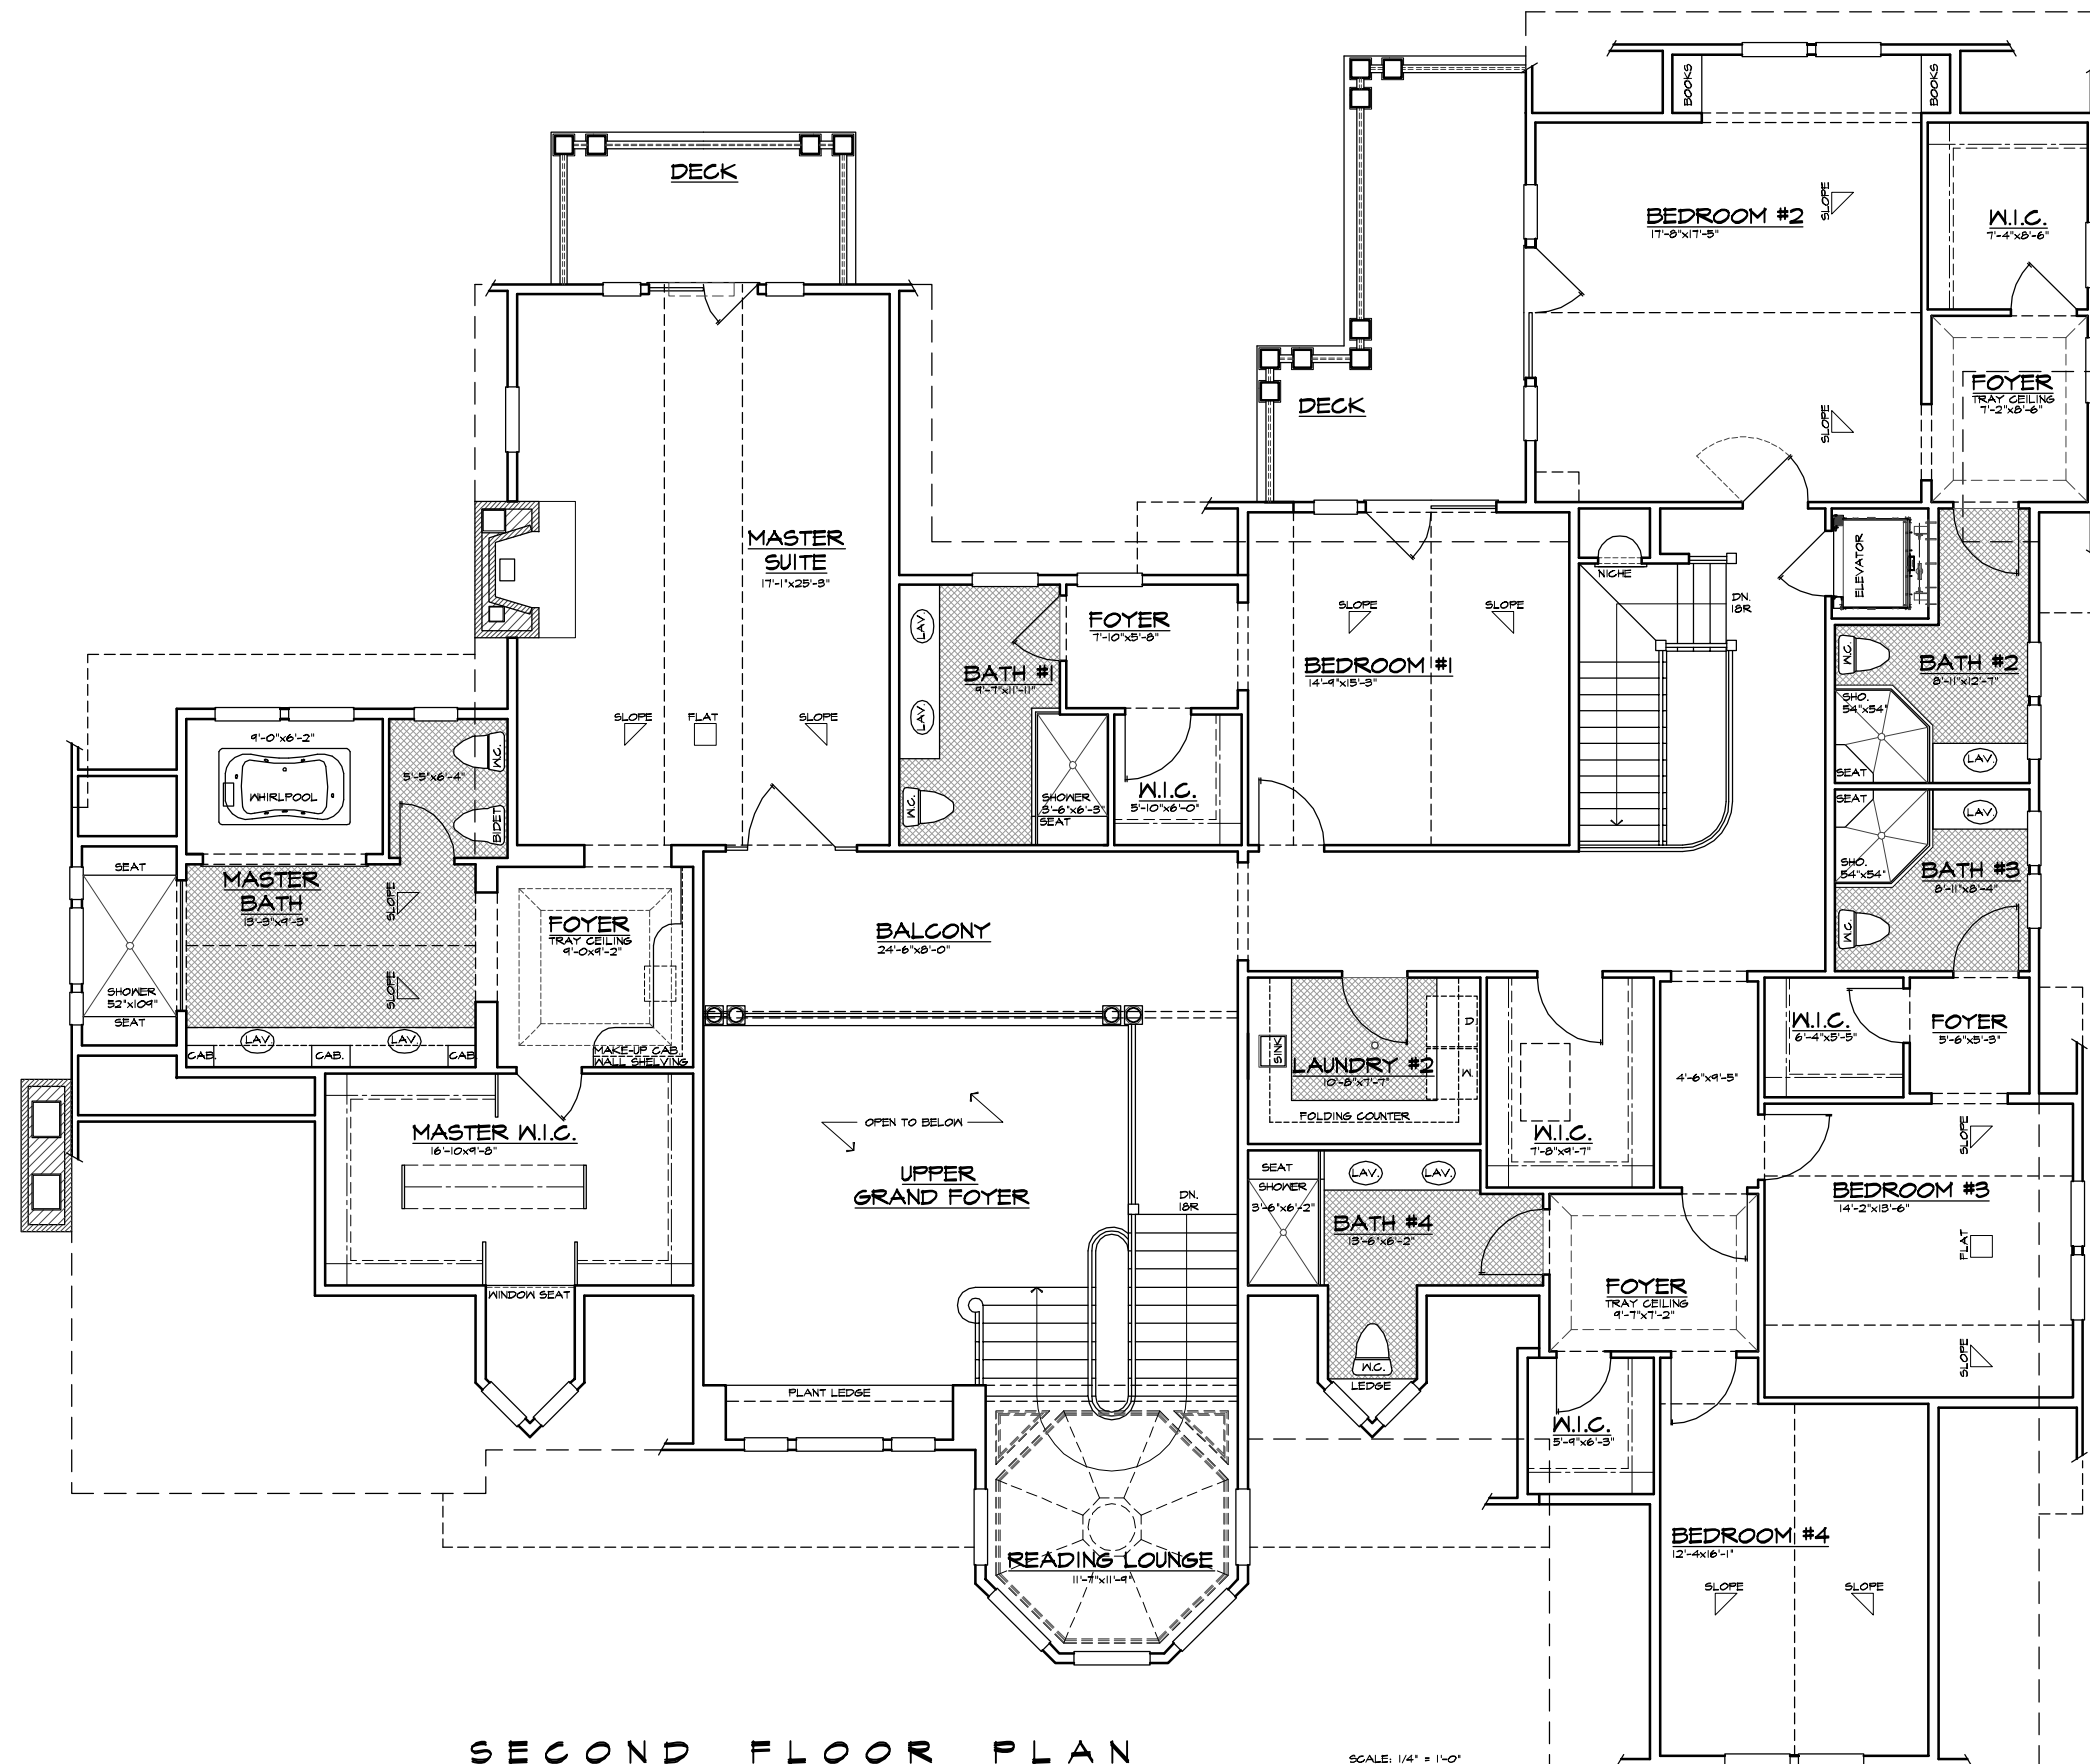 BOOKS
BOOKS
DECK
BEDROOM #2
17'-8"x17'-5"
SLOPE
W.I.C.
7'-4"x8'-6"
DECK
SLOPE
FOYER
TRAY CEILING
7'-2"x8'-6"
MASTER
SUITE
17'-1"x25'-3"
NICHE
ELEVATOR
DN.
18R
LAV.
FOYER
7'-10"x5'-8"
SLOPE
SLOPE
BATH #1
9'-7"x11'-11"
BEDROOM #1
14'-9"x15'-3"
W.C.
BATH #2
8'-11"x12'-7"
SHO.
54"x54"
SLOPE
FLAT
SLOPE
LAV.
9'-0"x6'-2"
W.C.
5'-5"x6'-4"
WHIRLPOOL
BIDET
LAV.
SEAT
W.C.
SHOWER
3'-6"x6'-3"
SEAT
W.I.C.
5'-10"x6'-0"
SEAT
LAV.
SHO.
54"x54"
BATH #3
8'-11"x8'-4"
SEAT
MASTER
BATH
13'-3"x9'-3"
SLOPE
FOYER
TRAY CEILING
9'-0x9'-2"
BALCONY
24'-6"x8'-0"
W.C.
SHOWER
52"x109"
SEAT
SLOPE
LAV.
LAV.
CAB.
CAB.
CAB.
MAKE-UP CAB.
WALL SHELVING
SINK
D
W.
LAUNDRY #2
10'-8"x7'-7"
FOLDING COUNTER
W.I.C.
6'-4"x5'-5"
FOYER
5'-6"x5'-3"
4'-6"x9'-5"
OPEN TO BELOW
MASTER W.I.C.
16'-10x9'-8"
W.I.C.
7'-8"x9'-7"
SLOPE
UPPER
GRAND FOYER
DN.
18R
SEAT
SHOWER
3'-6"x6'-2"
LAV.
LAV.
BATH #4
13'-6"x6'-2"
BEDROOM #3
14'-2"x13'-6"
FLAT
WINDOW SEAT
FOYER
TRAY CEILING
9'-7"x7'-2"
SLOPE
W.C.
LEDGE
PLANT LEDGE
W.I.C.
5'-9"x6'-3"
READING LOUNGE
11'-7"x11'-9"
BEDROOM #4
12'-4x16'-1"
SLOPE
SLOPE
SECOND FLOOR PLAN
SCALE: 1/4" = 1'-0"